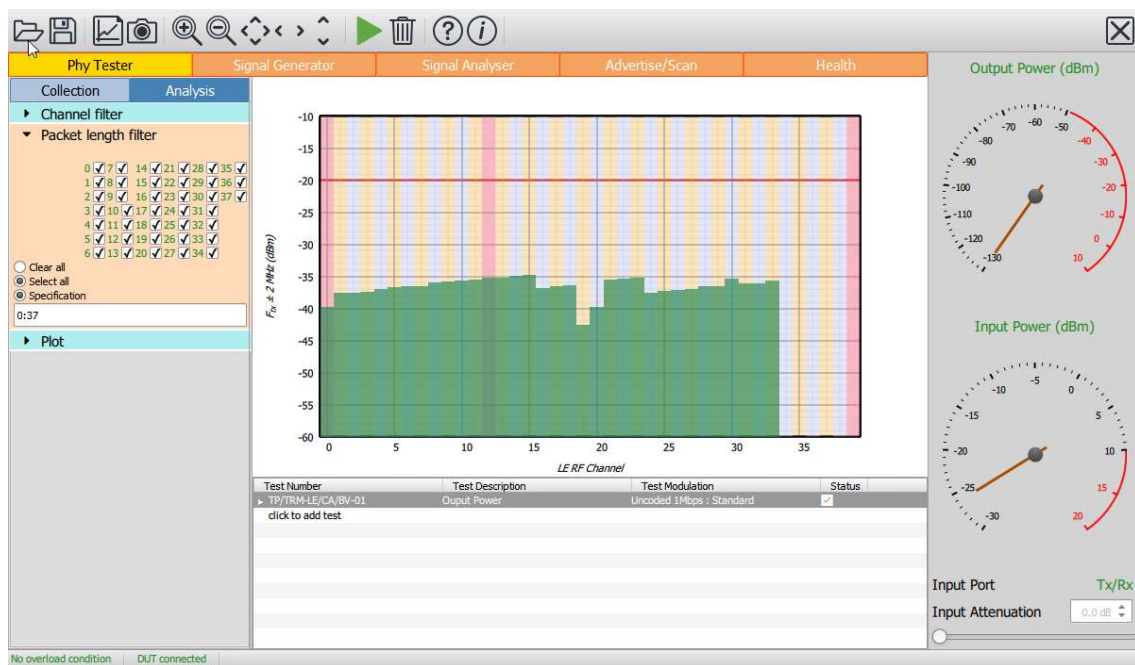 Phy Tester Signal Generator Signal Analyser Advertise/Scan Health
Collection Analysis
Channel filter
Packet length filter
0 7 14 21 28 35
1 8 15 22 29 36
2 9 16 23 30 37
3 10 17 24 31
4 11 18 25 32
5 12 19 26 33
6 13 20 27 34
Clear all
Select all
Specification
0:37
Plot
Ftx ± 2 MHz (dBm)
-10
-15
-20
-25
-30
-35
-40
-45
-50
-55
-60
0 5 10 15 20 25 30 35
LE RF Channel
Test Number Test Description Test Modulation Status
TP/TRM-LE/CA/BV-01 Ouput Power Uncoded 1Mbps : Standard
click to add test
Output Power (dBm)
-130 -120 -110 -100 -90 -80 -70 -60 -50 -40 -30 -20 -10 0 10
Input Power (dBm)
-30 -25 -20 -15 -10 -5 0 5 10 15 20
Input Port Tx/Rx
Input Attenuation 0.0 dB
No overload condition DUT connected